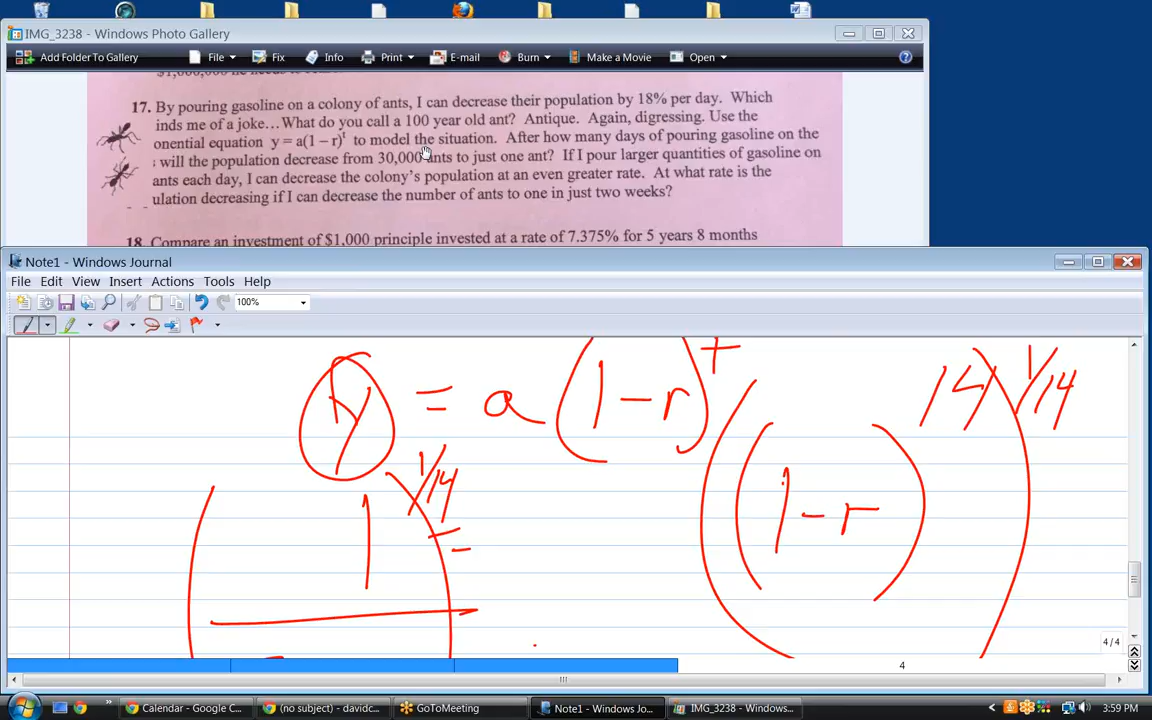 IMG_3238 - Windows Photo Gallery
Add Folder To Gallery File Fix Info Print E-mail Burn Make a Movie Open
17. By pouring gasoline on a colony of ants, I can decrease their population by 18% per day. Which
inds me of a joke…What do you call a 100 year old ant? Antique. Again, digressing. Use the
onential equation y = a(1 – r)^t to model the situation. After how many days of pouring gasoline on the
will the population decrease from 30,000 ants to just one ant? If I pour larger quantities of gasoline on
ants each day, I can decrease the colony's population at an even greater rate. At what rate is the
ulation decreasing if I can decrease the number of ants to one in just two weeks?
18. Compare an investment of $1,000 principle invested at a rate of 7.375% for 5 years 8 months
Note1 - Windows Journal
File Edit View Insert Actions Tools Help
100%
y = a(1 - r)^t
(1)^1/14 = ((1 - r)^14)^1/14
4/4
4
Calendar - Google C... (no subject) - davidc... GoToMeeting Note1 - Windows Jo... IMG_3238 - Windows... 3:59 PM